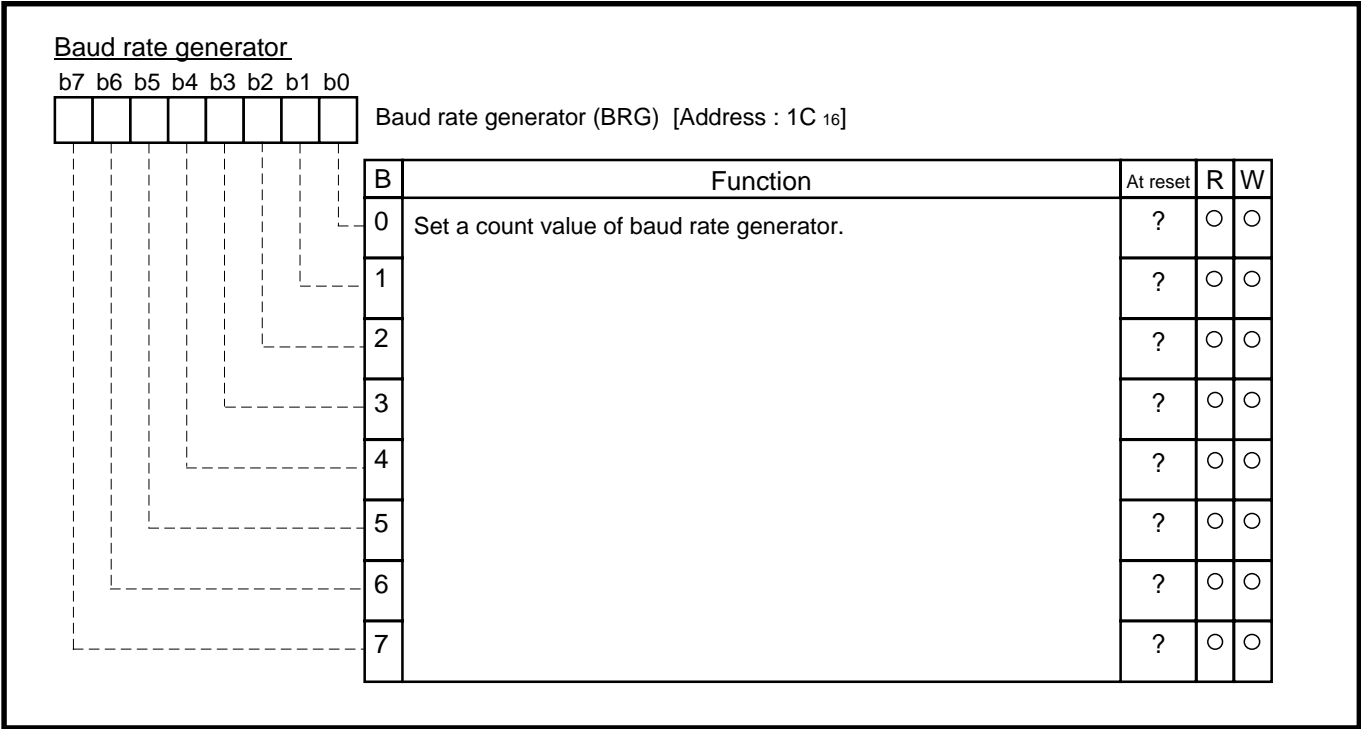 Baud rate generator
b7 b6 b5 b4 b3 b2 b1 b0
Baud rate generator (BRG) [Address : 1C 16]
B Function At reset R W
0 Set a count value of baud rate generator. ? ○ ○
1 ? ○ ○
2 ? ○ ○
3 ? ○ ○
4 ? ○ ○
5 ? ○ ○
6 ? ○ ○
7 ? ○ ○